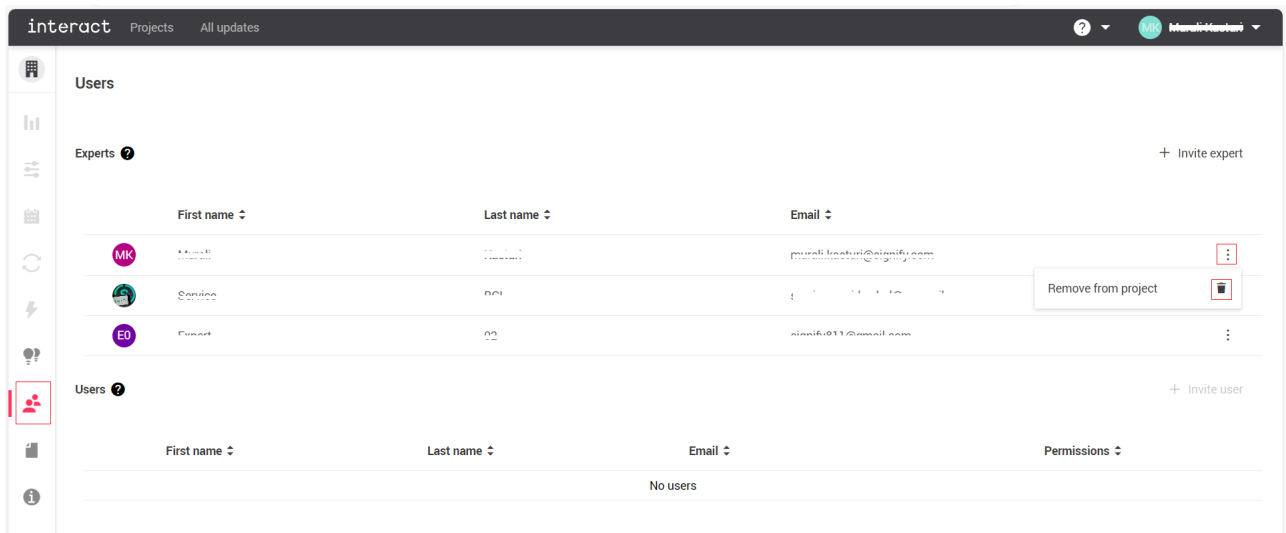 interact Projects All updates ?
MK
Users
Experts ? + Invite expert
First name Last name Email
MK
Remove from project
E0
Users ? + Invite user
First name Last name Email Permissions
No users